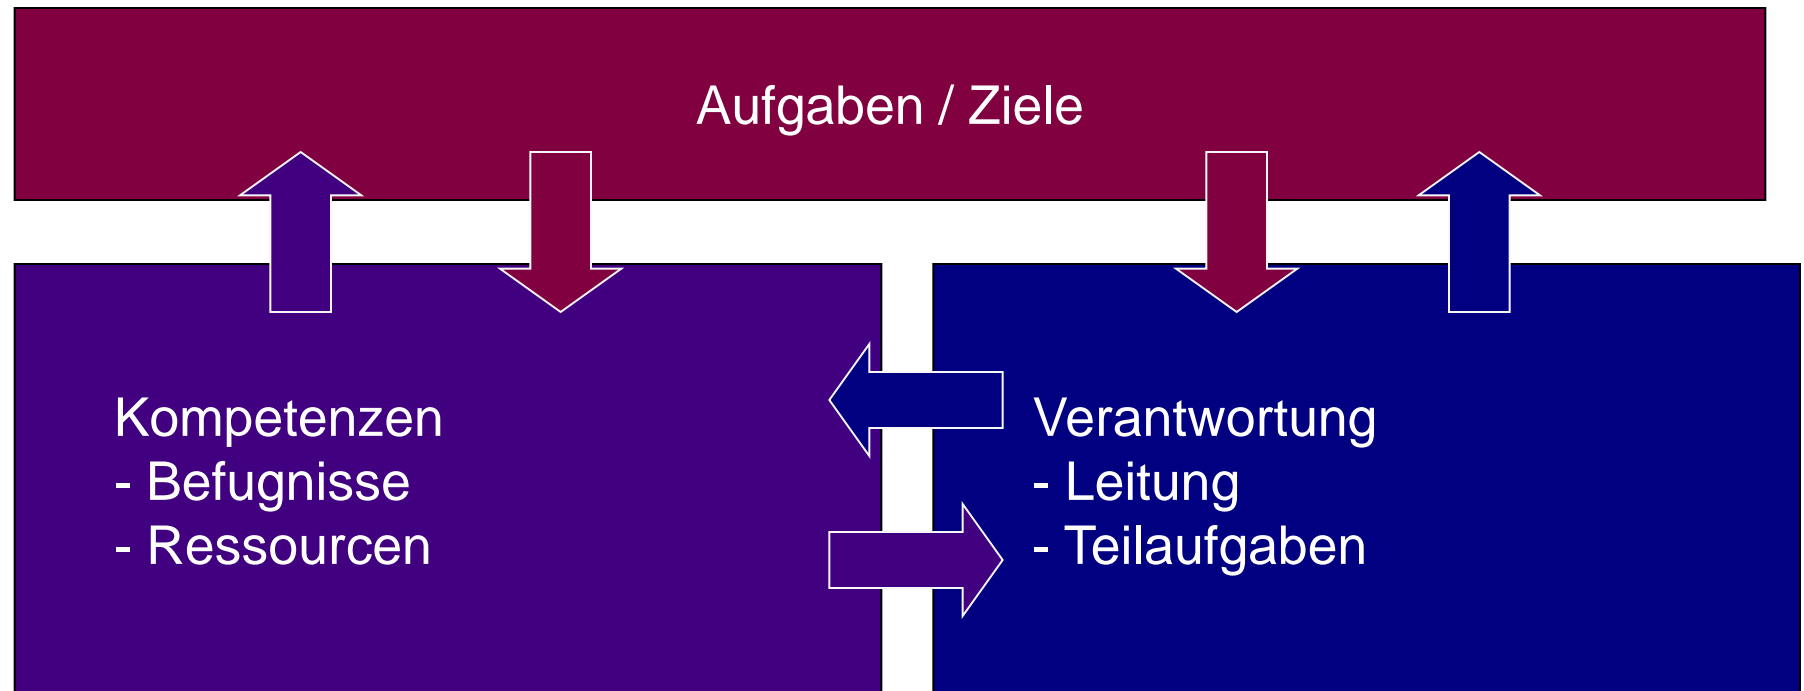 Aufgaben / Ziele
Kompetenzen
- Befugnisse
- Ressourcen
Verantwortung
- Leitung
- Teilaufgaben